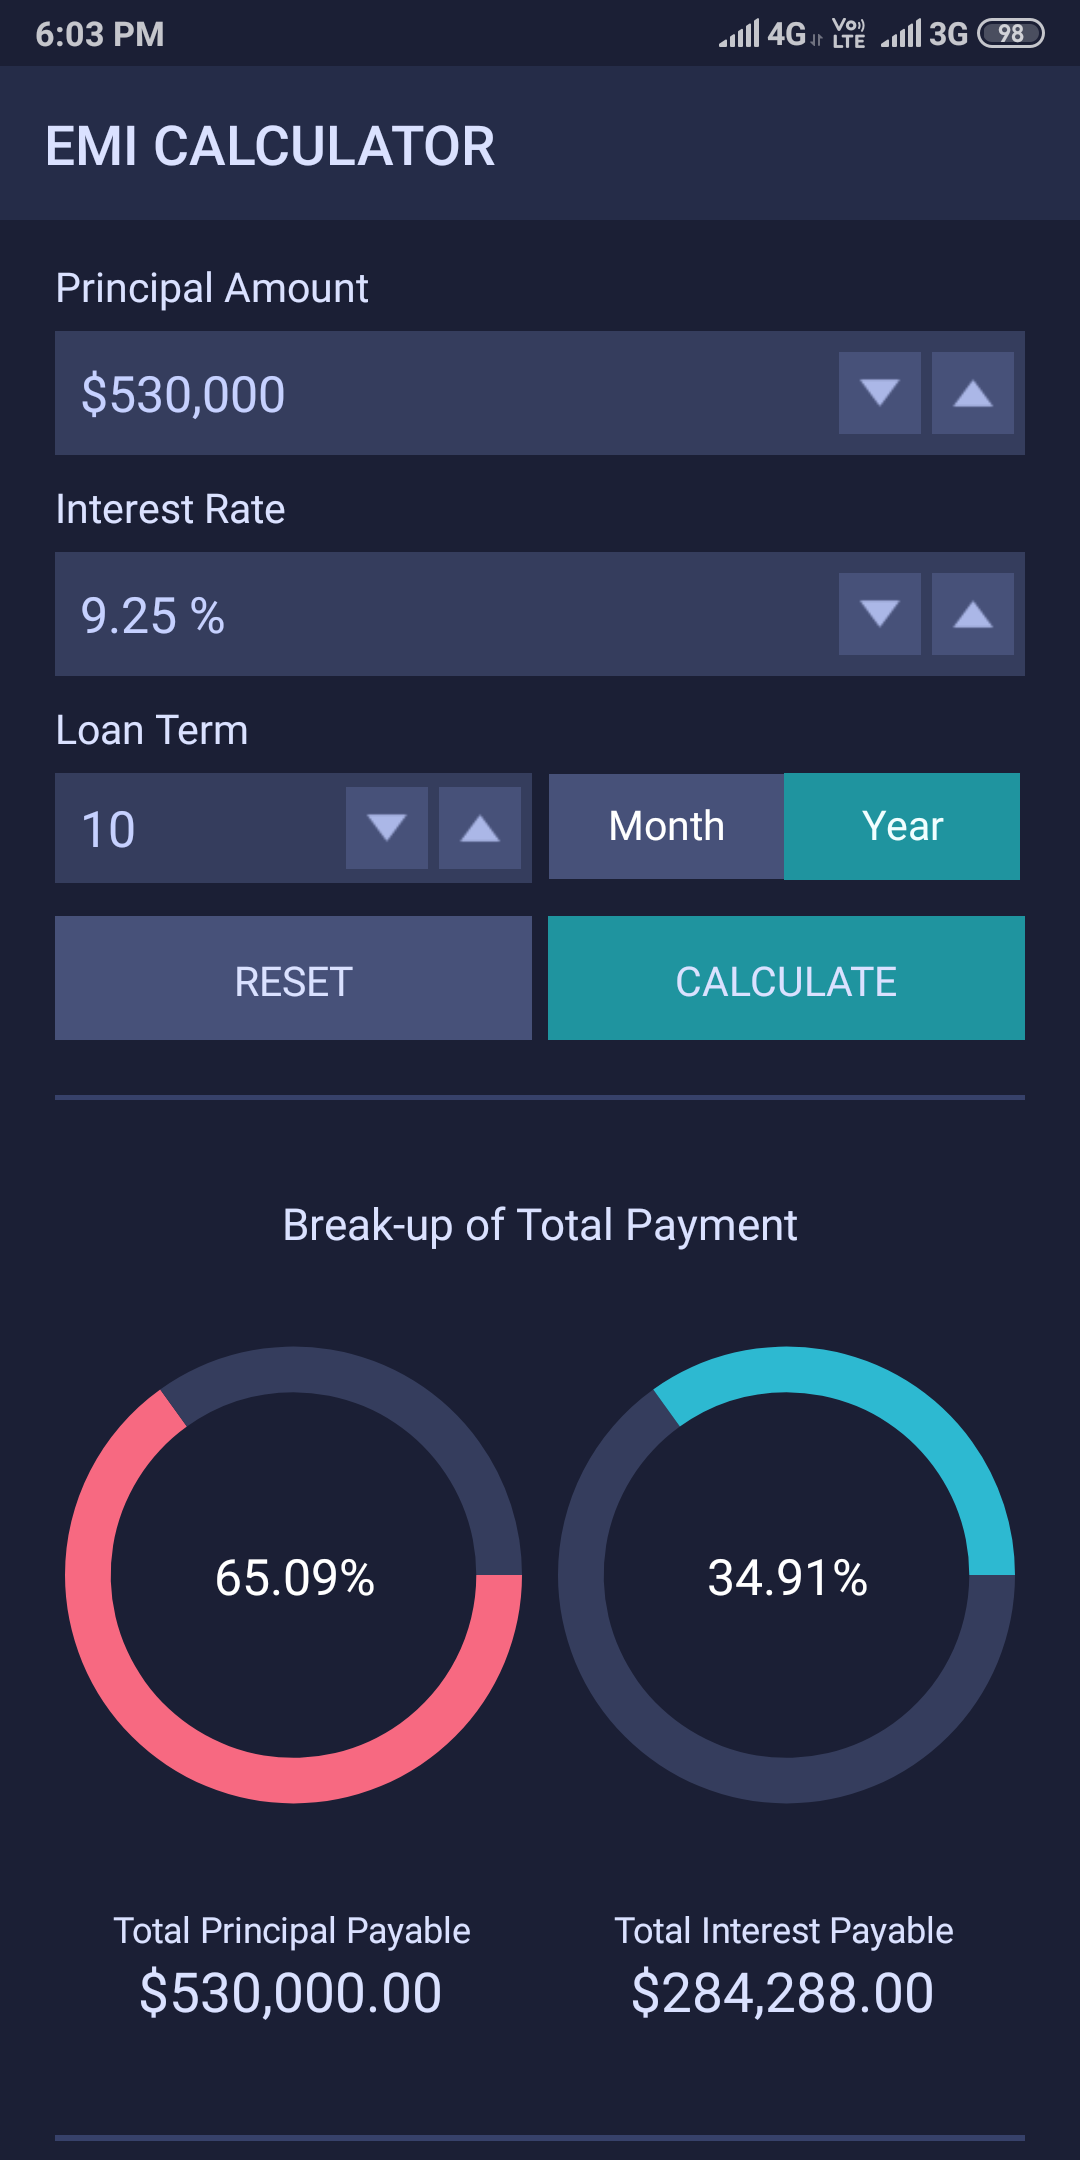 6:03 PM 4G VoLTE 3G 98
EMI CALCULATOR
Principal Amount
$530,000
Interest Rate
9.25 %
Loan Term
10 Month Year
RESET CALCULATE
Break-up of Total Payment
65.09% 34.91%
Total Principal Payable Total Interest Payable
$530,000.00 $284,288.00